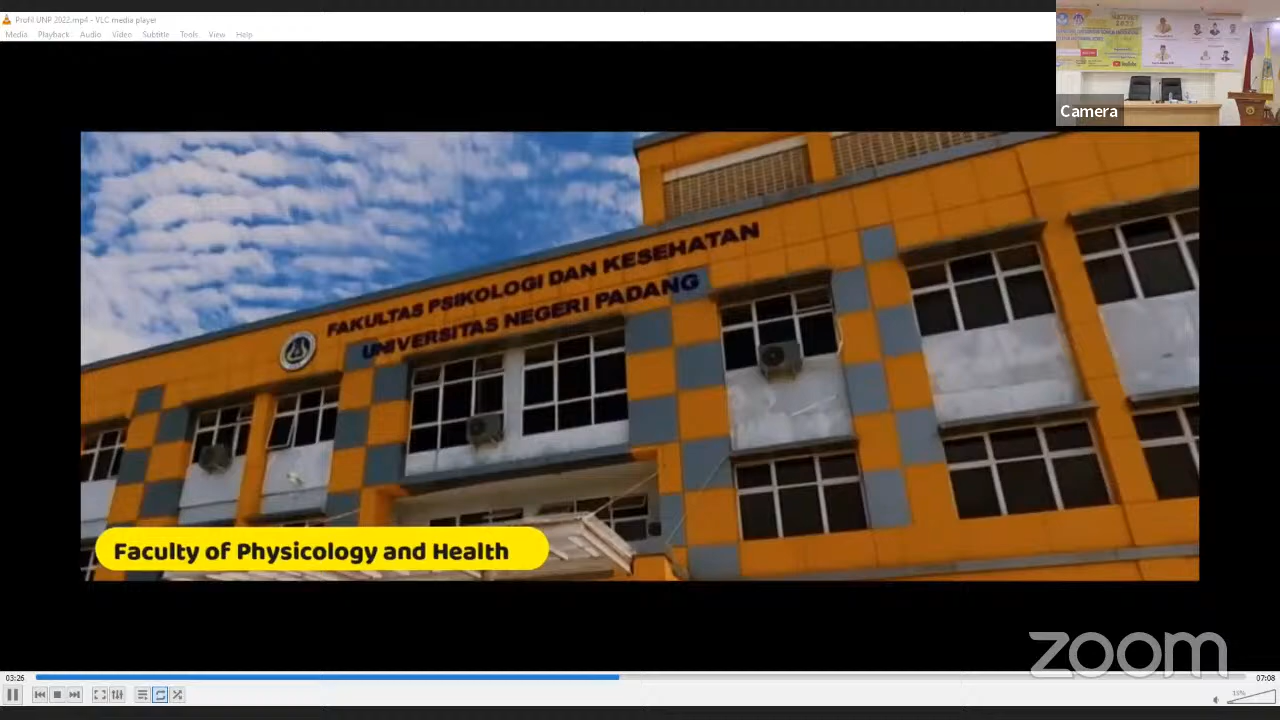 Profil UNP 2022.mp4 - VLC media player
Media Playback Audio Video Subtitle Tools View Help
Camera
YouTube
FAKULTAS PSIKOLOGI DAN KESEHATAN
UNIVERSITAS NEGERI PADANG
Faculty of Physicology and Health
zoom
03:26
07:08